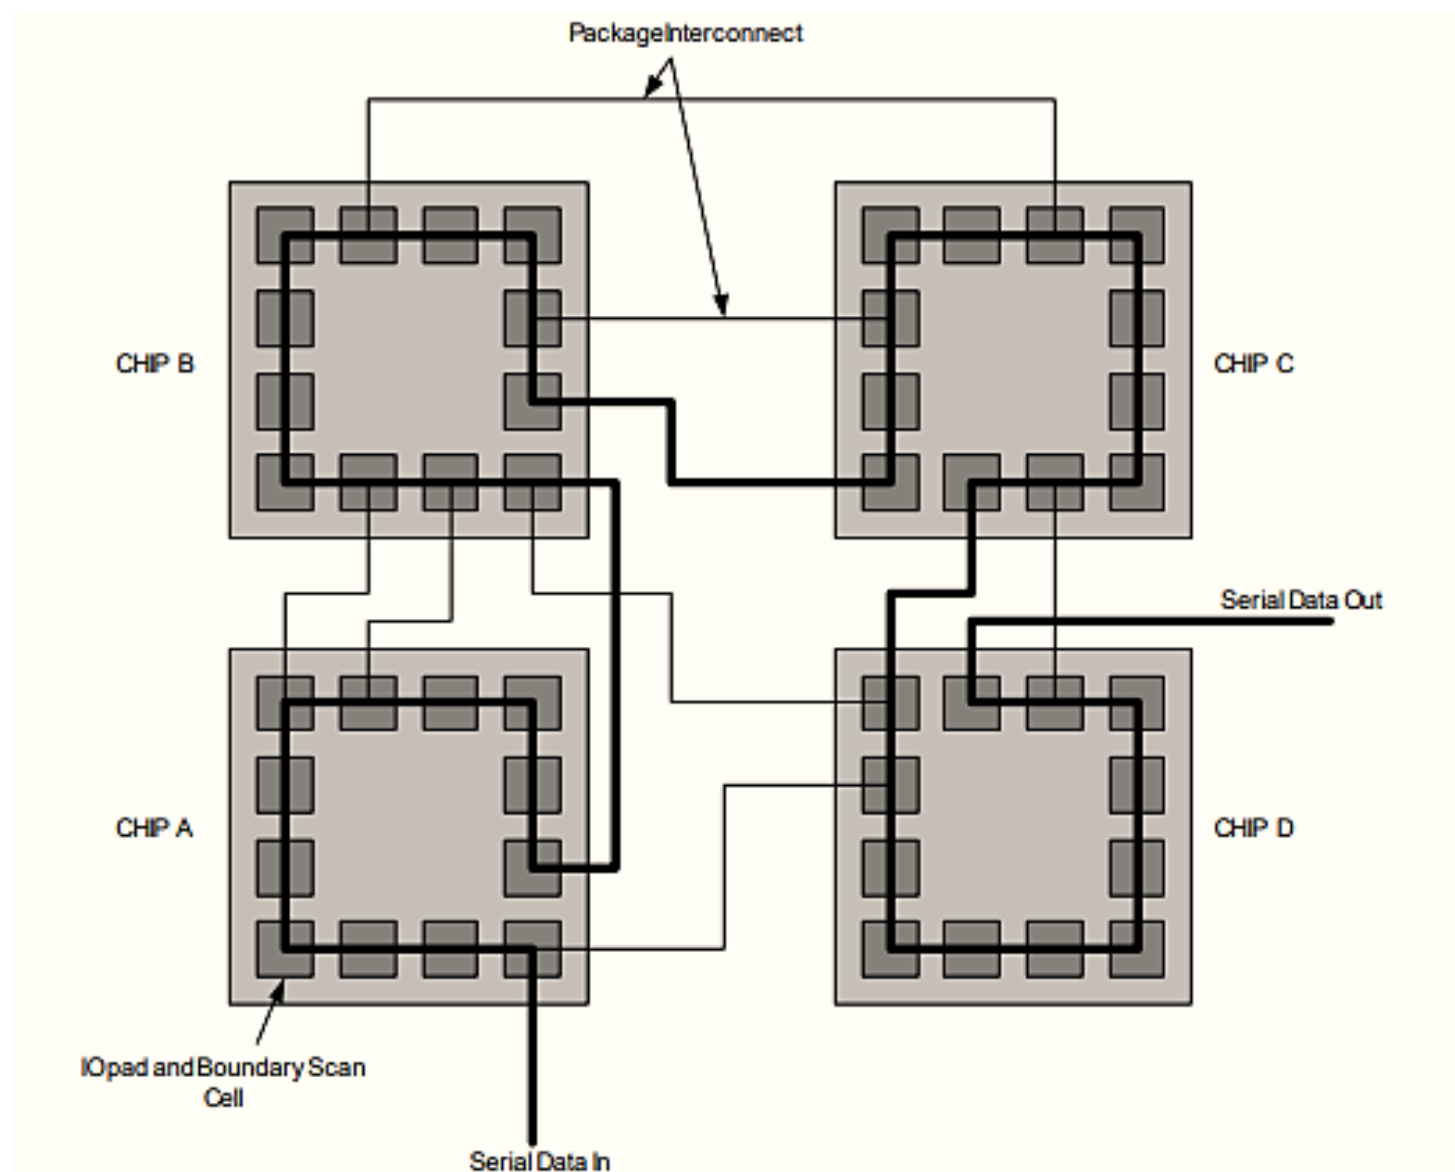 PackageInterconnect
CHIP B
CHIP C
Serial Data Out
CHIP A
CHIP D
IOpad and Boundary Scan
Cell
Serial Data In